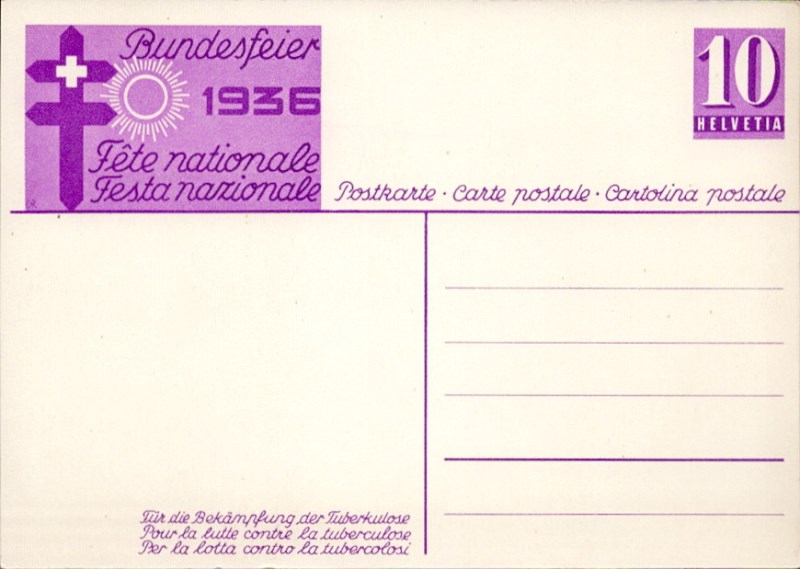 Bundesfeier
1936
Fête nationale
Festa nazionale
10
HELVETIA
Postkarte · Carte postale · Cartolina postale
Für die Bekämpfung der Tuberkulose
Pour la lutte contre la tuberculose
Per la lotta contro la tubercolosi